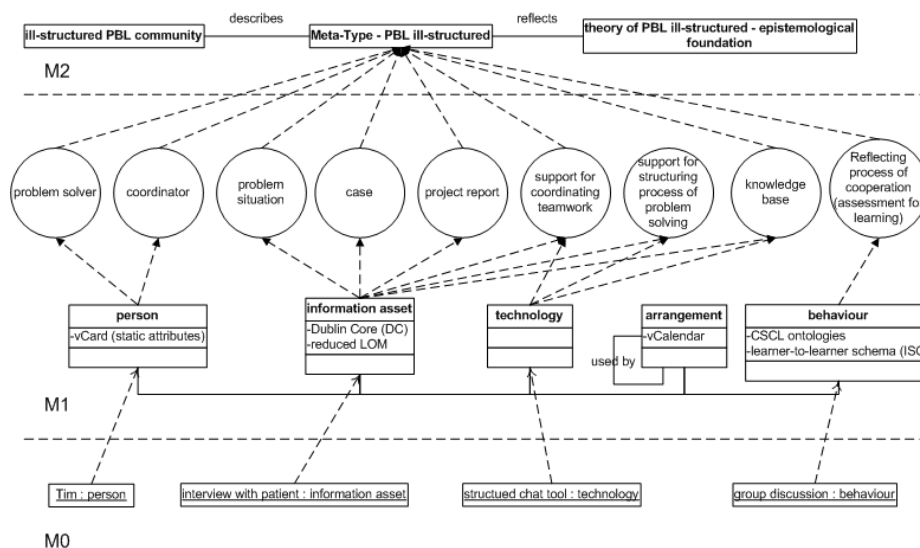 describes
reflects
ill-structured PBL community
Meta-Type - PBL ill-structured
theory of PBL ill-structured - epistemological
foundation
M2
problem solver
coordinator
problem
situation
case
project report
support for
coordinating
teamwork
support for
structuring
process of
problem
solving
knowledge
base
Reflecting
process of
cooperation
(assessment for
learning)
person
-vCard (static attributes)
information asset
-Dublin Core (DC)
-reduced LOM
technology
arrangement
-vCalendar
used by
behaviour
-CSCL ontologies
-learner-to-learner schema (ISO
M1
Tim : person
interview with patient : information asset
structued chat tool : technology
group discussion : behaviour
M0